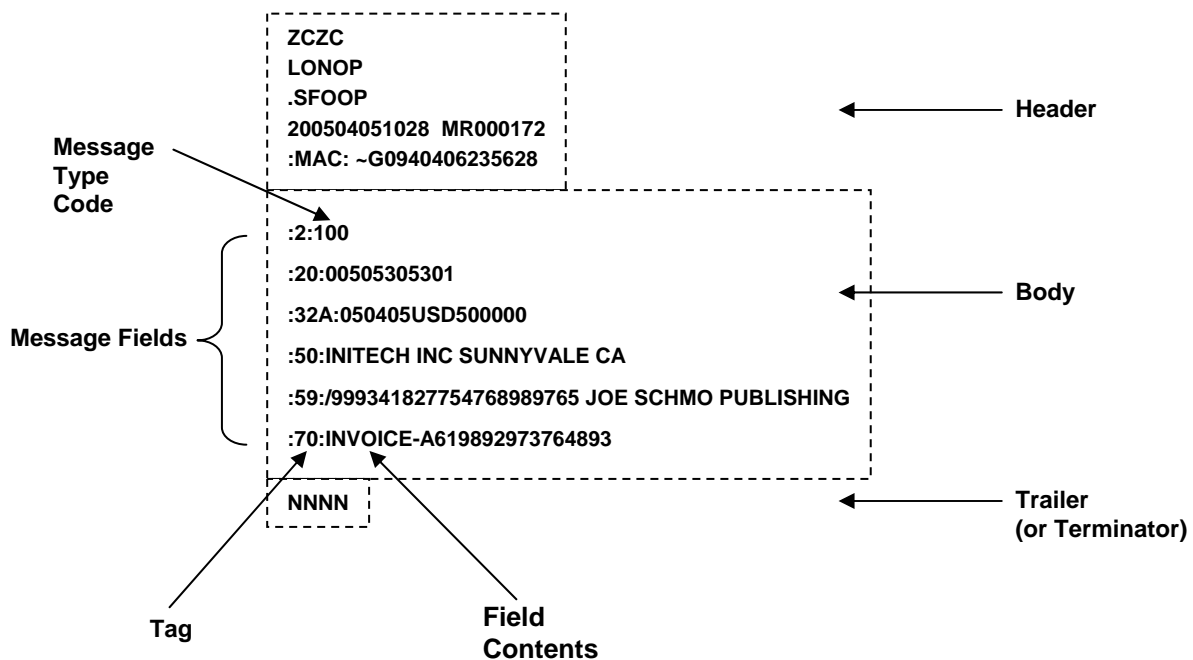 ZCZC
LONOP
.SFOOP
200504051028 MR000172
:MAC: ~G0940406235628
Header
Message
Type
Code
:2:100
:20:00505305301
:32A:050405USD500000
:50:INITECH INC SUNNYVALE CA
:59:/999341827754768989765 JOE SCHMO PUBLISHING
:70:INVOICE-A619892973764893
Message Fields
Body
NNNN
Trailer
(or Terminator)
Tag
Field
Contents